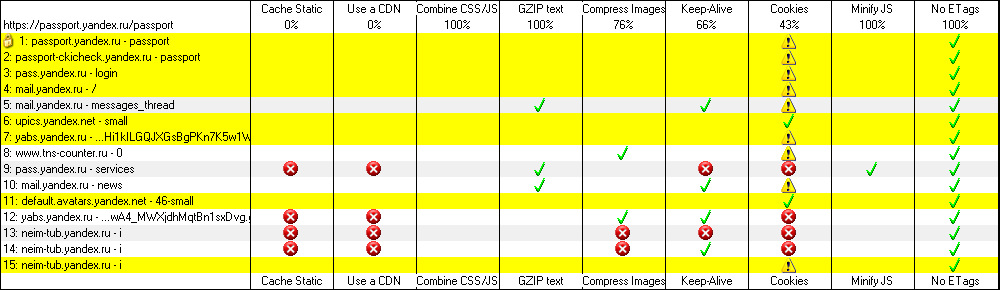 Cache Static Use a CDN Combine CSS/JS GZIP text Compress Images Keep-Alive Cookies Minify JS No ETags
https://passport.yandex.ru/passport 0% 0% 100% 100% 76% 66% 43% 100% 100%
1: passport.yandex.ru - passport
2: passport-ckicheck.yandex.ru - passport
3: pass.yandex.ru - login
4: mail.yandex.ru - /
5: mail.yandex.ru - messages_thread
6: upics.yandex.net - small
7: yabs.yandex.ru - ...Hi1kILGQJXGsBgPKn7K5w1W
8: www.tns-counter.ru - 0
9: pass.yandex.ru - services
10: mail.yandex.ru - news
11: default.avatars.yandex.net - 46-small
12: yabs.yandex.ru - ...wA4_MWXjdhMqtBn1sxDvg.g
13: neim-tub.yandex.ru - i
14: neim-tub.yandex.ru - i
15: neim-tub.yandex.ru - i
Cache Static Use a CDN Combine CSS/JS GZIP text Compress Images Keep-Alive Cookies Minify JS No ETags